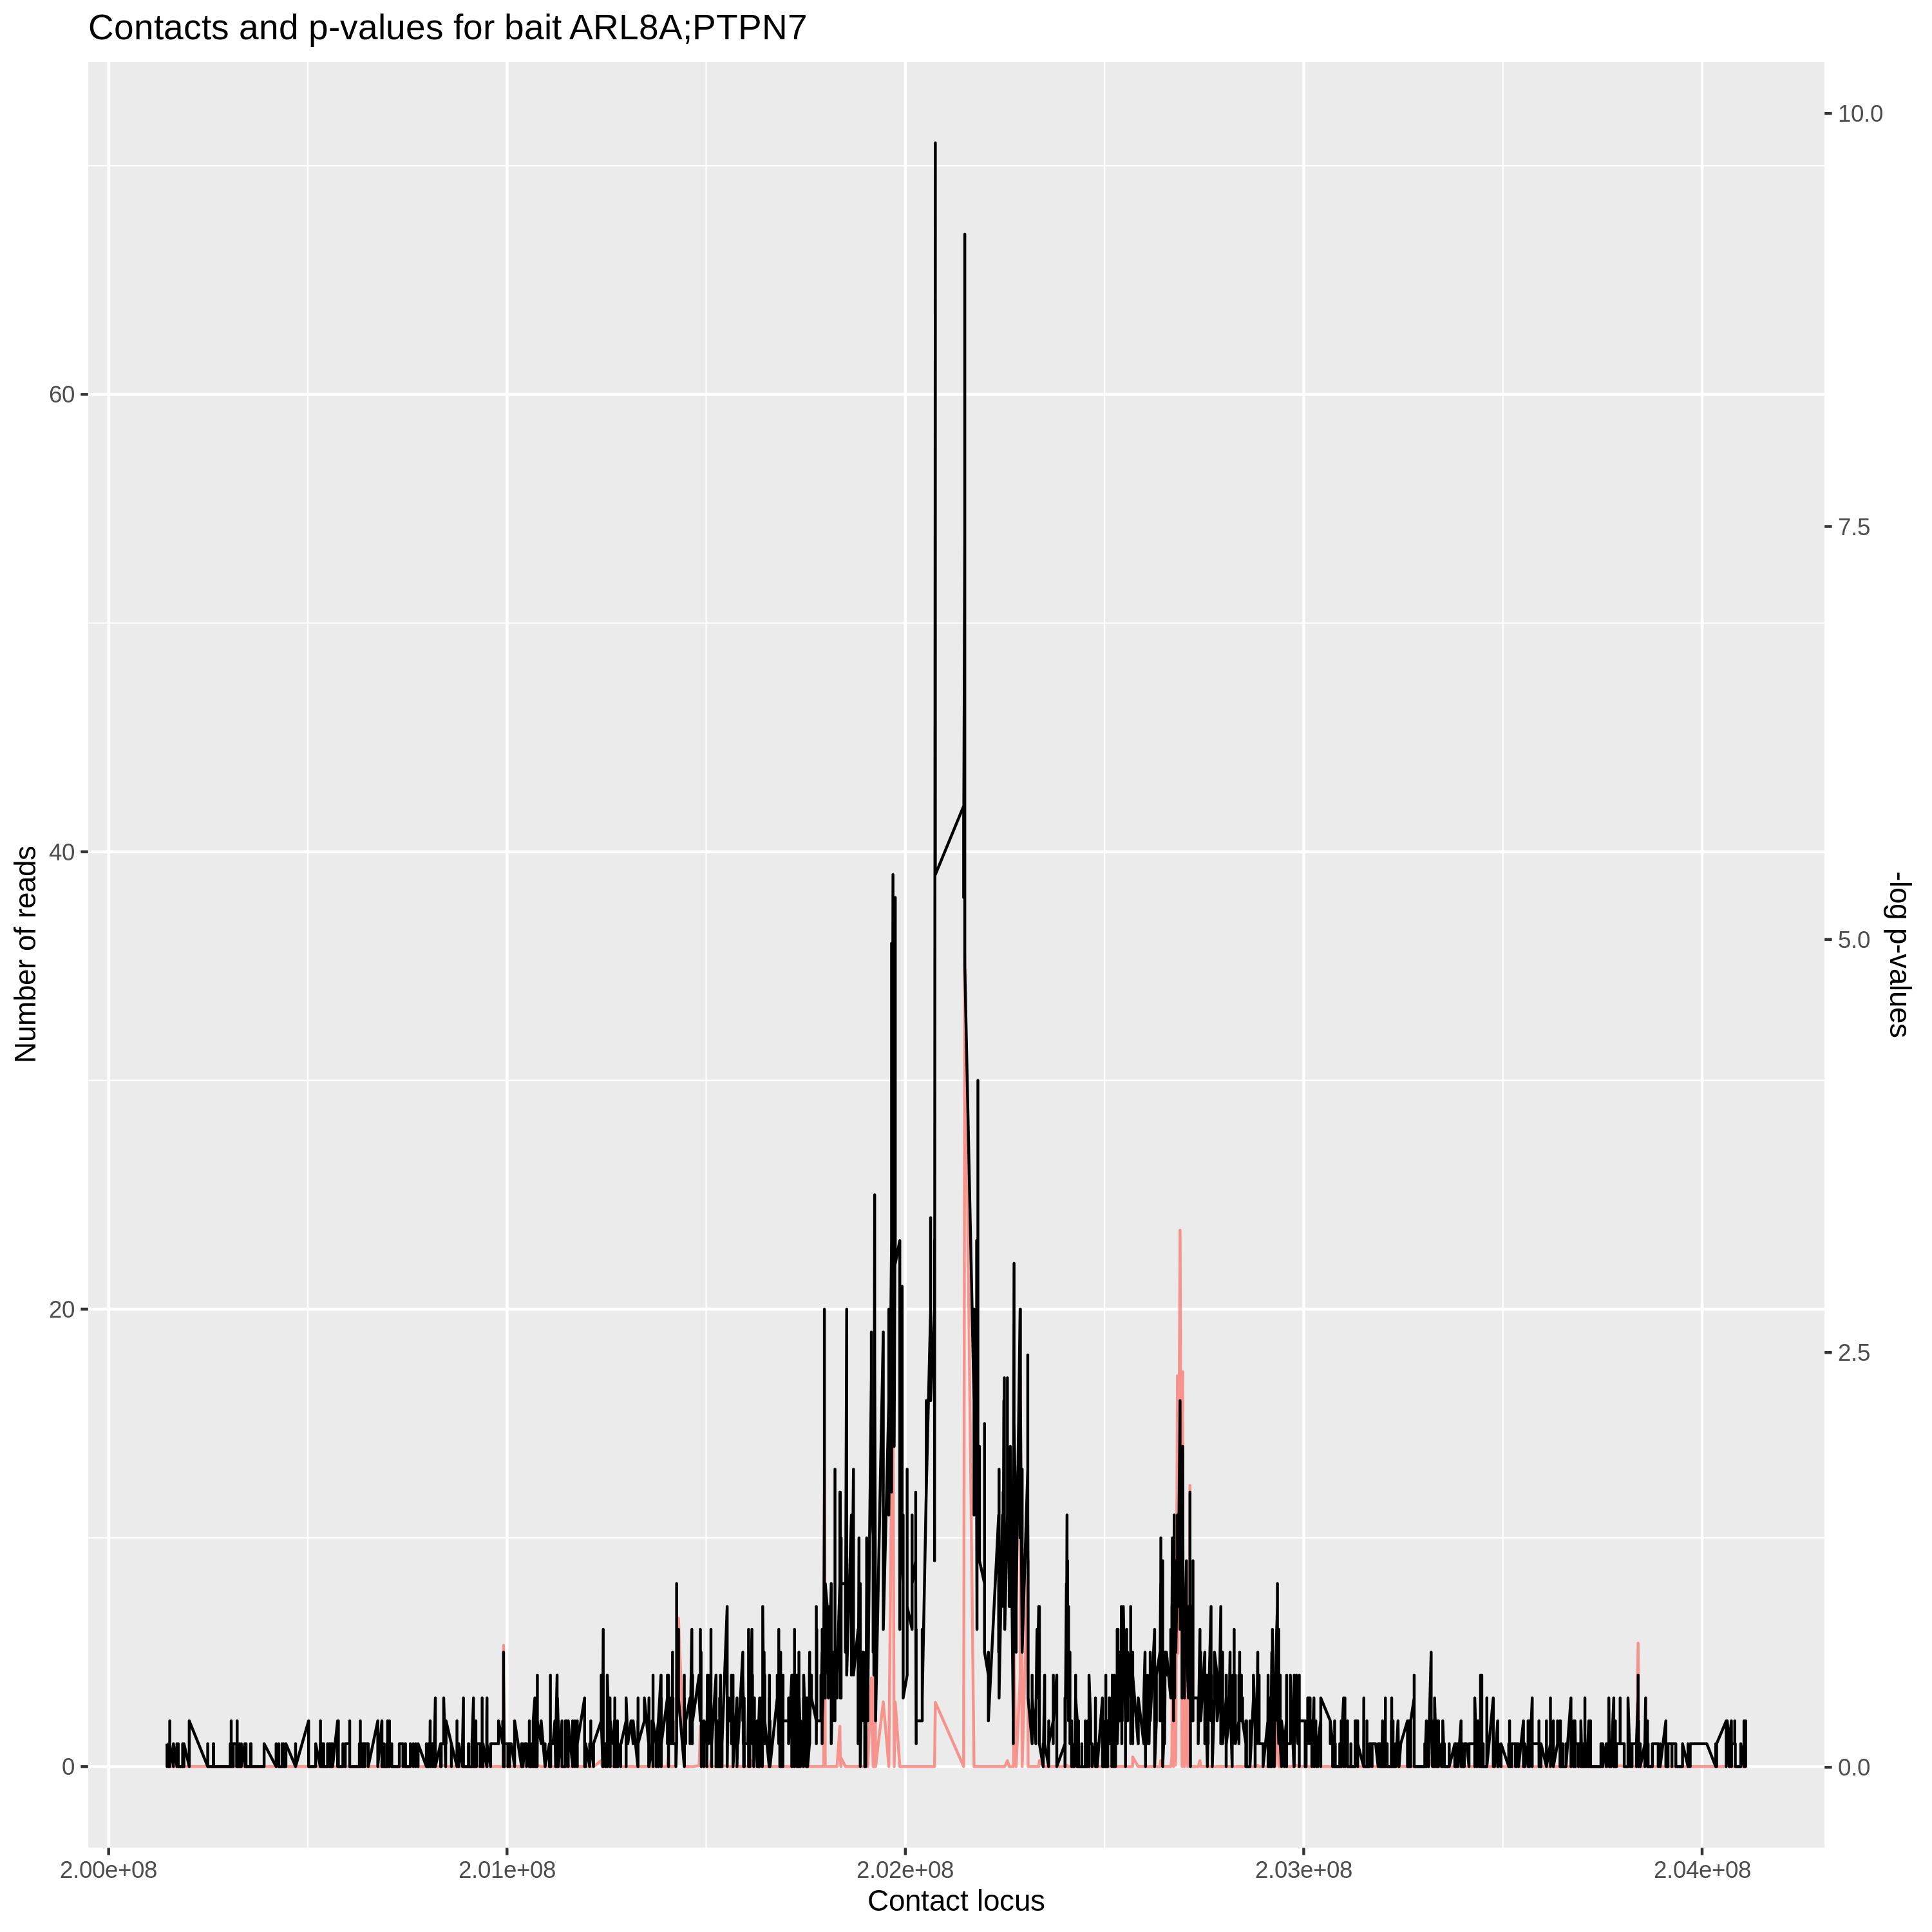 Contacts and p-values for bait ARL8A;PTPN7
10.0
7.5
5.0
2.5
0.0
-log p-values
60
40
20
0
Number of reads
2.00e+08 2.01e+08 2.02e+08 2.03e+08 2.04e+08
Contact locus